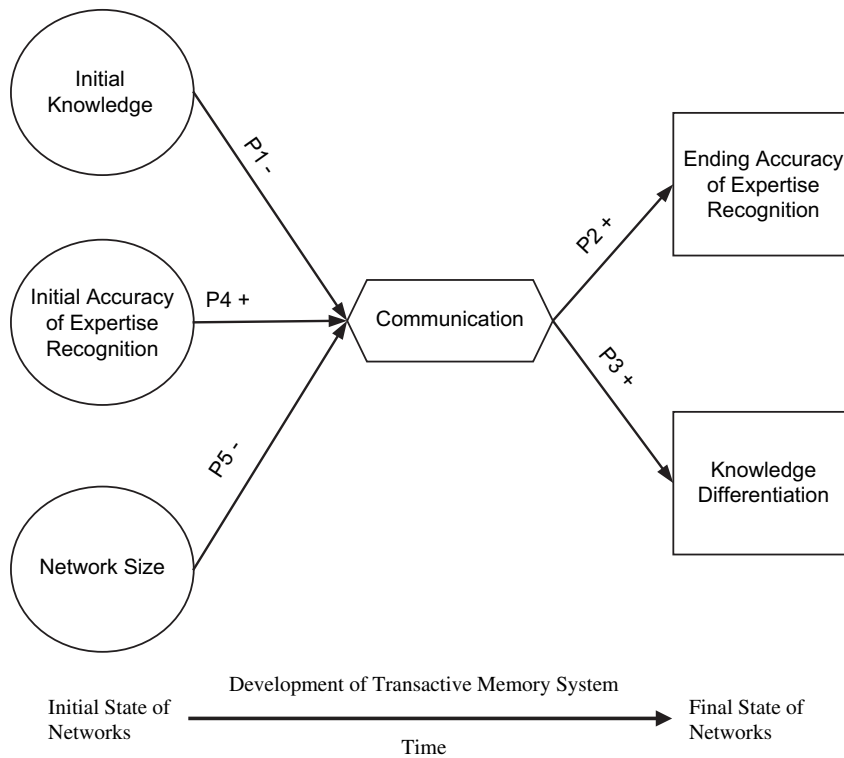 Initial
Knowledge
P1 -
Initial Accuracy
of Expertise
Recognition
P4 +
Network Size
P5 -
Communication
P2 +
P3 +
Ending Accuracy
of Expertise
Recognition
Knowledge
Differentiation
Development of Transactive Memory System
Initial State of
Networks
Time
Final State of
Networks